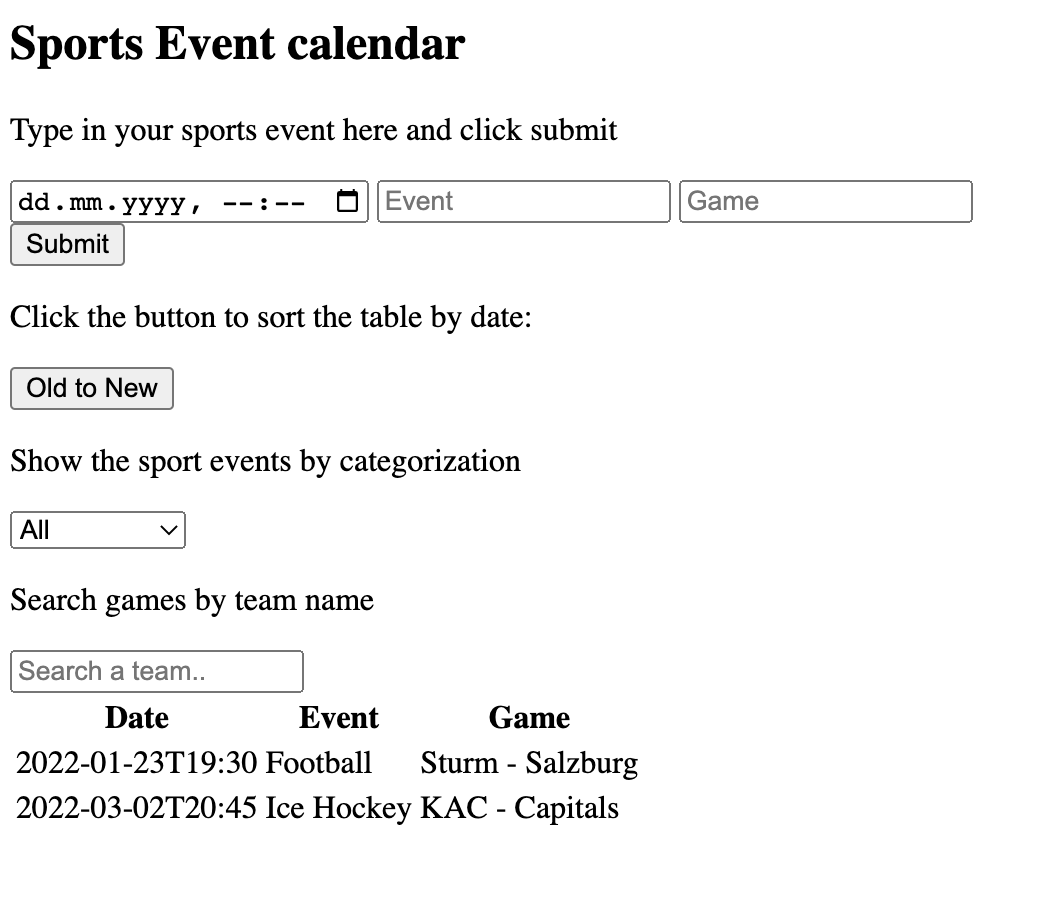 Sports Event calendar
Type in your sports event here and click submit
dd.mm.yyyy, --:-- Event Game
Submit
Click the button to sort the table by date:
Old to New
Show the sport events by categorization
All
Search games by team name
Search a team..
Date Event Game
2022-01-23T19:30 Football Sturm - Salzburg
2022-03-02T20:45 Ice Hockey KAC - Capitals